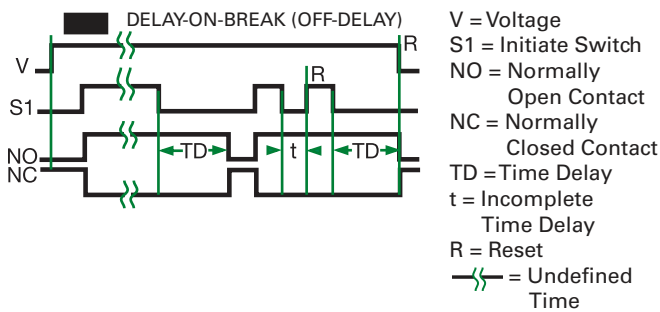 DELAY-ON-BREAK (OFF-DELAY)
R
V
S1
R
NO
NC
TD
t
TD
V = Voltage
S1 = Initiate Switch
NO = Normally
Open Contact
NC = Normally
Closed Contact
TD = Time Delay
t = Incomplete
Time Delay
R = Reset
= Undefined
Time